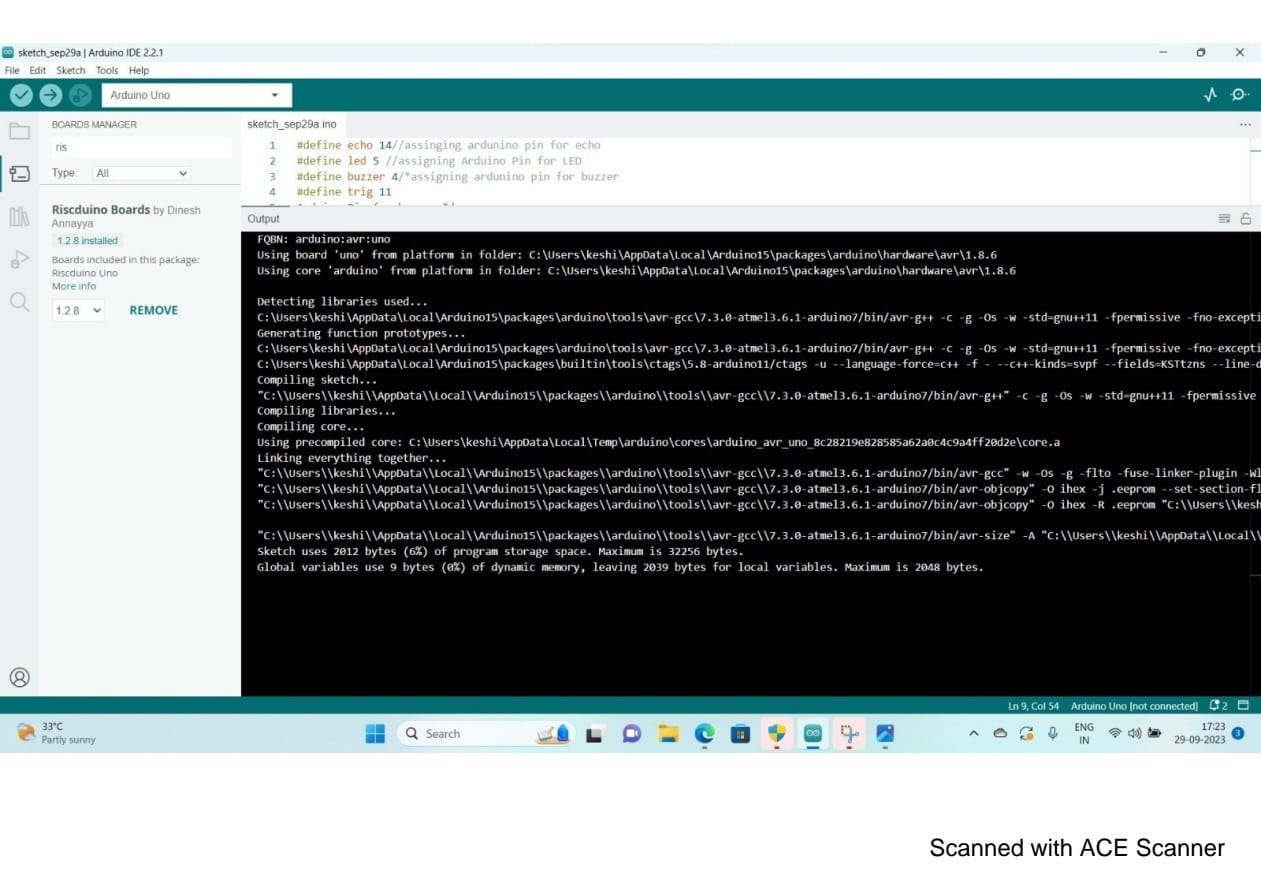 sketch_sep29a | Arduino IDE 2.2.1
File Edit Sketch Tools Help
Arduino Uno
BOARDS MANAGER
ris
Type: All
Riscduino Boards by Dinesh
Annayya
1.2.8 installed
Boards included in this package:
Riscduino Uno
More info
1.2.8 REMOVE
sketch_sep29a.ino
1 #define echo 14//assinging ardunino pin for echo
2 #define led 5 //assigning Arduino Pin for LED
3 #define buzzer 4/*assigning ardunino pin for buzzer
4 #define trig 11
Output
FQBN: arduino:avr:uno
Using board 'uno' from platform in folder: C:\Users\keshi\AppData\Local\Arduino15\packages\arduino\hardware\avr\1.8.6
Using core 'arduino' from platform in folder: C:\Users\keshi\AppData\Local\Arduino15\packages\arduino\hardware\avr\1.8.6
Detecting libraries used...
C:\Users\keshi\AppData\Local\Arduino15\packages\arduino\tools\avr-gcc\7.3.0-atmel3.6.1-arduino7/bin/avr-g++ -c -g -Os -w -std=gnu++11 -fpermissive -fno-excepti
Generating function prototypes...
C:\Users\keshi\AppData\Local\Arduino15\packages\arduino\tools\avr-gcc\7.3.0-atmel3.6.1-arduino7/bin/avr-g++ -c -g -Os -w -std=gnu++11 -fpermissive -fno-excepti
C:\Users\keshi\AppData\Local\Arduino15\packages\builtin\tools\ctags\5.8-arduino11/ctags -u --language-force=c++ -f - --c++-kinds=svpf --fields=KSTtzns --line-d
Compiling sketch...
"C:\\Users\\keshi\\AppData\\Local\\Arduino15\\packages\\arduino\\tools\\avr-gcc\\7.3.0-atmel3.6.1-arduino7/bin/avr-g++" -c -g -Os -w -std=gnu++11 -fpermissive
Compiling libraries...
Compiling core...
Using precompiled core: C:\Users\keshi\AppData\Local\Temp\arduino\cores\arduino_avr_uno_8c28219e828585a62a0c4c9a4ff20d2e\core.a
Linking everything together...
"C:\\Users\\keshi\\AppData\\Local\\Arduino15\\packages\\arduino\\tools\\avr-gcc\\7.3.0-atmel3.6.1-arduino7/bin/avr-gcc" -w -Os -g -flto -fuse-linker-plugin -Wl
"C:\\Users\\keshi\\AppData\\Local\\Arduino15\\packages\\arduino\\tools\\avr-gcc\\7.3.0-atmel3.6.1-arduino7/bin/avr-objcopy" -O ihex -j .eeprom --set-section-fl
"C:\\Users\\keshi\\AppData\\Local\\Arduino15\\packages\\arduino\\tools\\avr-gcc\\7.3.0-atmel3.6.1-arduino7/bin/avr-objcopy" -O ihex -R .eeprom "C:\\Users\\kesh
"C:\\Users\\keshi\\AppData\\Local\\Arduino15\\packages\\arduino\\tools\\avr-gcc\\7.3.0-atmel3.6.1-arduino7/bin/avr-size" -A "C:\\Users\\keshi\\AppData\\Local\\
Sketch uses 2012 bytes (6%) of program storage space. Maximum is 32256 bytes.
Global variables use 9 bytes (0%) of dynamic memory, leaving 2039 bytes for local variables. Maximum is 2048 bytes.
Ln 9, Col 54 Arduino Uno [not connected] 2
33°C
Partly sunny
Search
ENG
IN
17:23
29-09-2023
3
Scanned with ACE Scanner